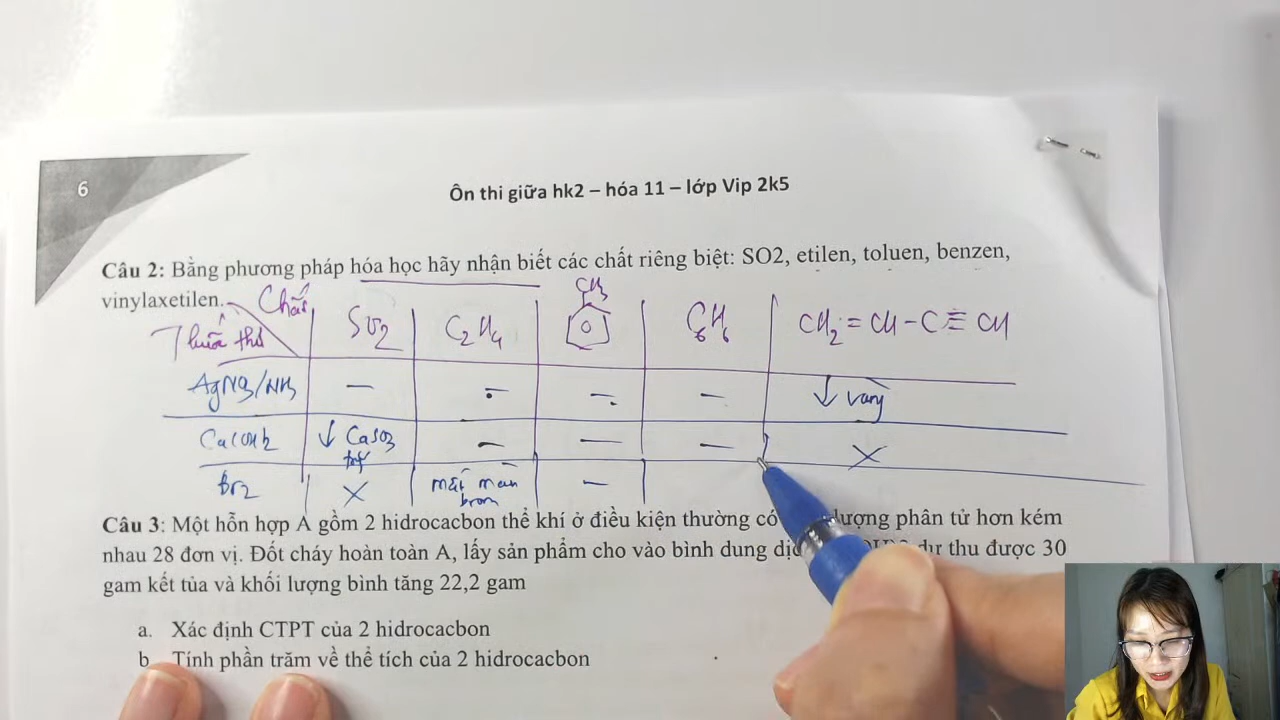 6
Ôn thi giữa hk2 – hóa 11 – lớp Vip 2k5
Câu 2: Bằng phương pháp hóa học hãy nhận biết các chất riêng biệt: SO2, etilen, toluen, benzen,
vinylaxetilen.
Chất
Thuốc thử
SO2 C2H4 CH3 C6H6 CH2 = CH - C ≡ CH
AgNO3/NH3 — — — — ↓ vàng
Ca(OH)2 ↓ CaSO3 — — — X
trắng
Br2 X mất màu —
brom
Câu 3: Một hỗn hợp A gồm 2 hidrocacbon thể khí ở điều kiện thường có lượng phân tử hơn kém
nhau 28 đơn vị. Đốt cháy hoàn toàn A, lấy sản phẩm cho vào bình dung dư thu được 30
gam kết tủa và khối lượng bình tăng 22,2 gam
a. Xác định CTPT của 2 hidrocacbon
b Tính phần trăm về thể tích của 2 hidrocacbon